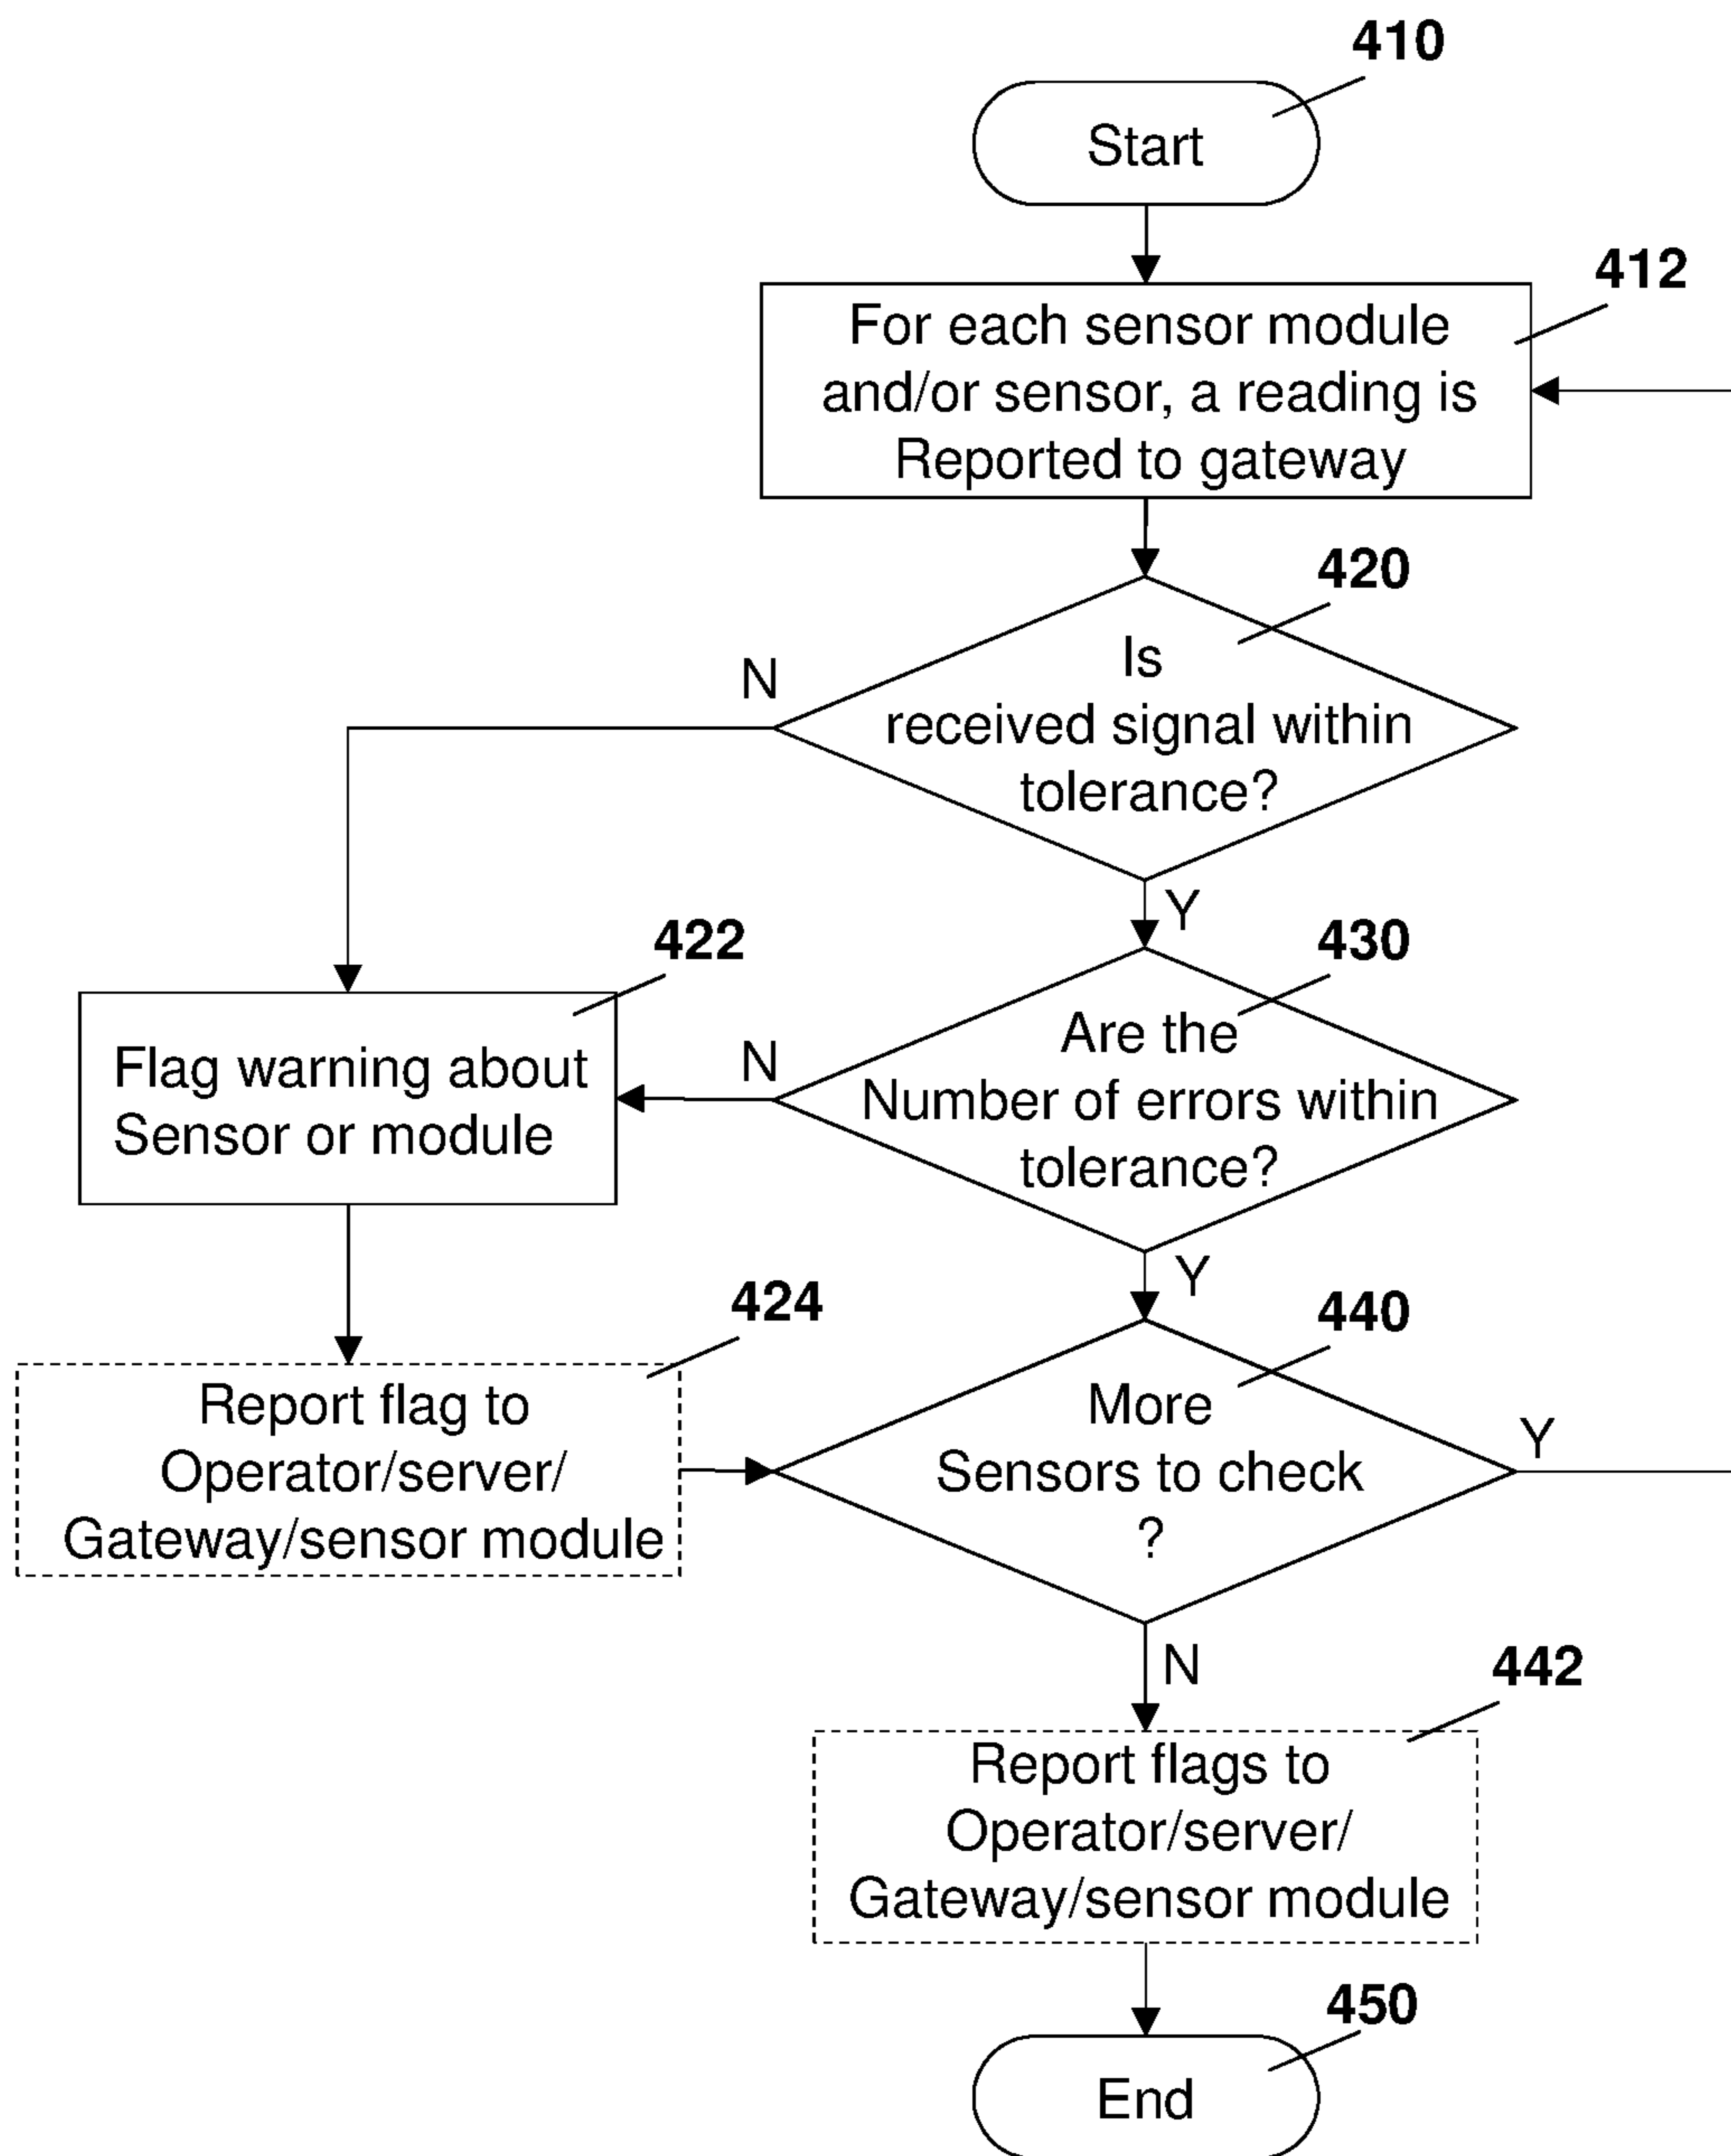 410
Start
412
For each sensor module
and/or sensor, a reading is
Reported to gateway
420
Is
received signal within
tolerance?
N
Y
422
Flag warning about
Sensor or module
430
Are the
Number of errors within
tolerance?
N
Y
424
Report flag to
Operator/server/
Gateway/sensor module
440
More
Sensors to check
?
Y
N
442
Report flags to
Operator/server/
Gateway/sensor module
450
End